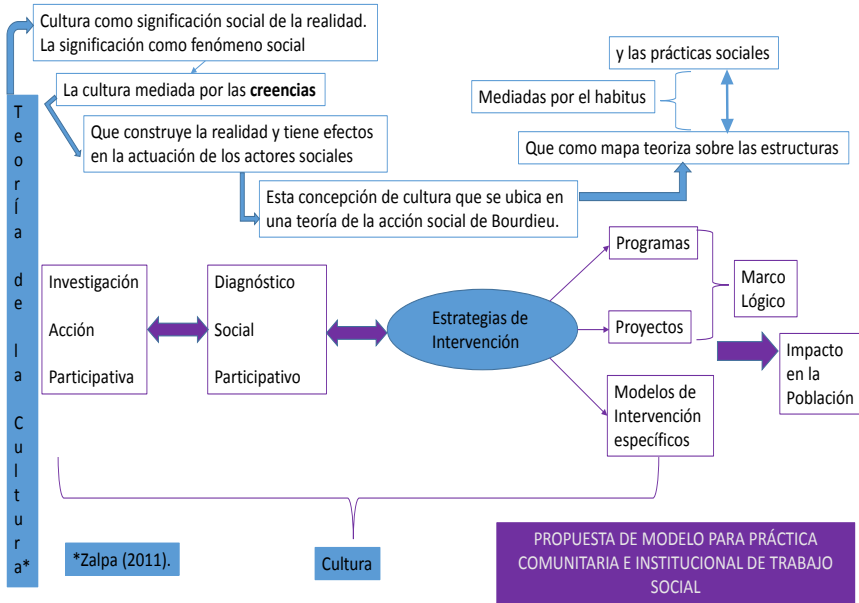 Cultura como significación social de la realidad.
La significación como fenómeno social
La cultura mediada por las creencias
Que construye la realidad y tiene efectos
en la actuación de los actores sociales
Esta concepción de cultura que se ubica en
una teoría de la acción social de Bourdieu.
y las prácticas sociales
Mediadas por el habitus
Que como mapa teoriza sobre las estructuras
Teoría de la Cultura*
Investigación
Acción
Participativa
Diagnóstico
Social
Participativo
Estrategias de
Intervención
Programas
Proyectos
Modelos de
Intervención
específicos
Marco
Lógico
Impacto
en la
Población
*Zalpa (2011).
Cultura
PROPUESTA DE MODELO PARA PRÁCTICA
COMUNITARIA E INSTITUCIONAL DE TRABAJO
SOCIAL